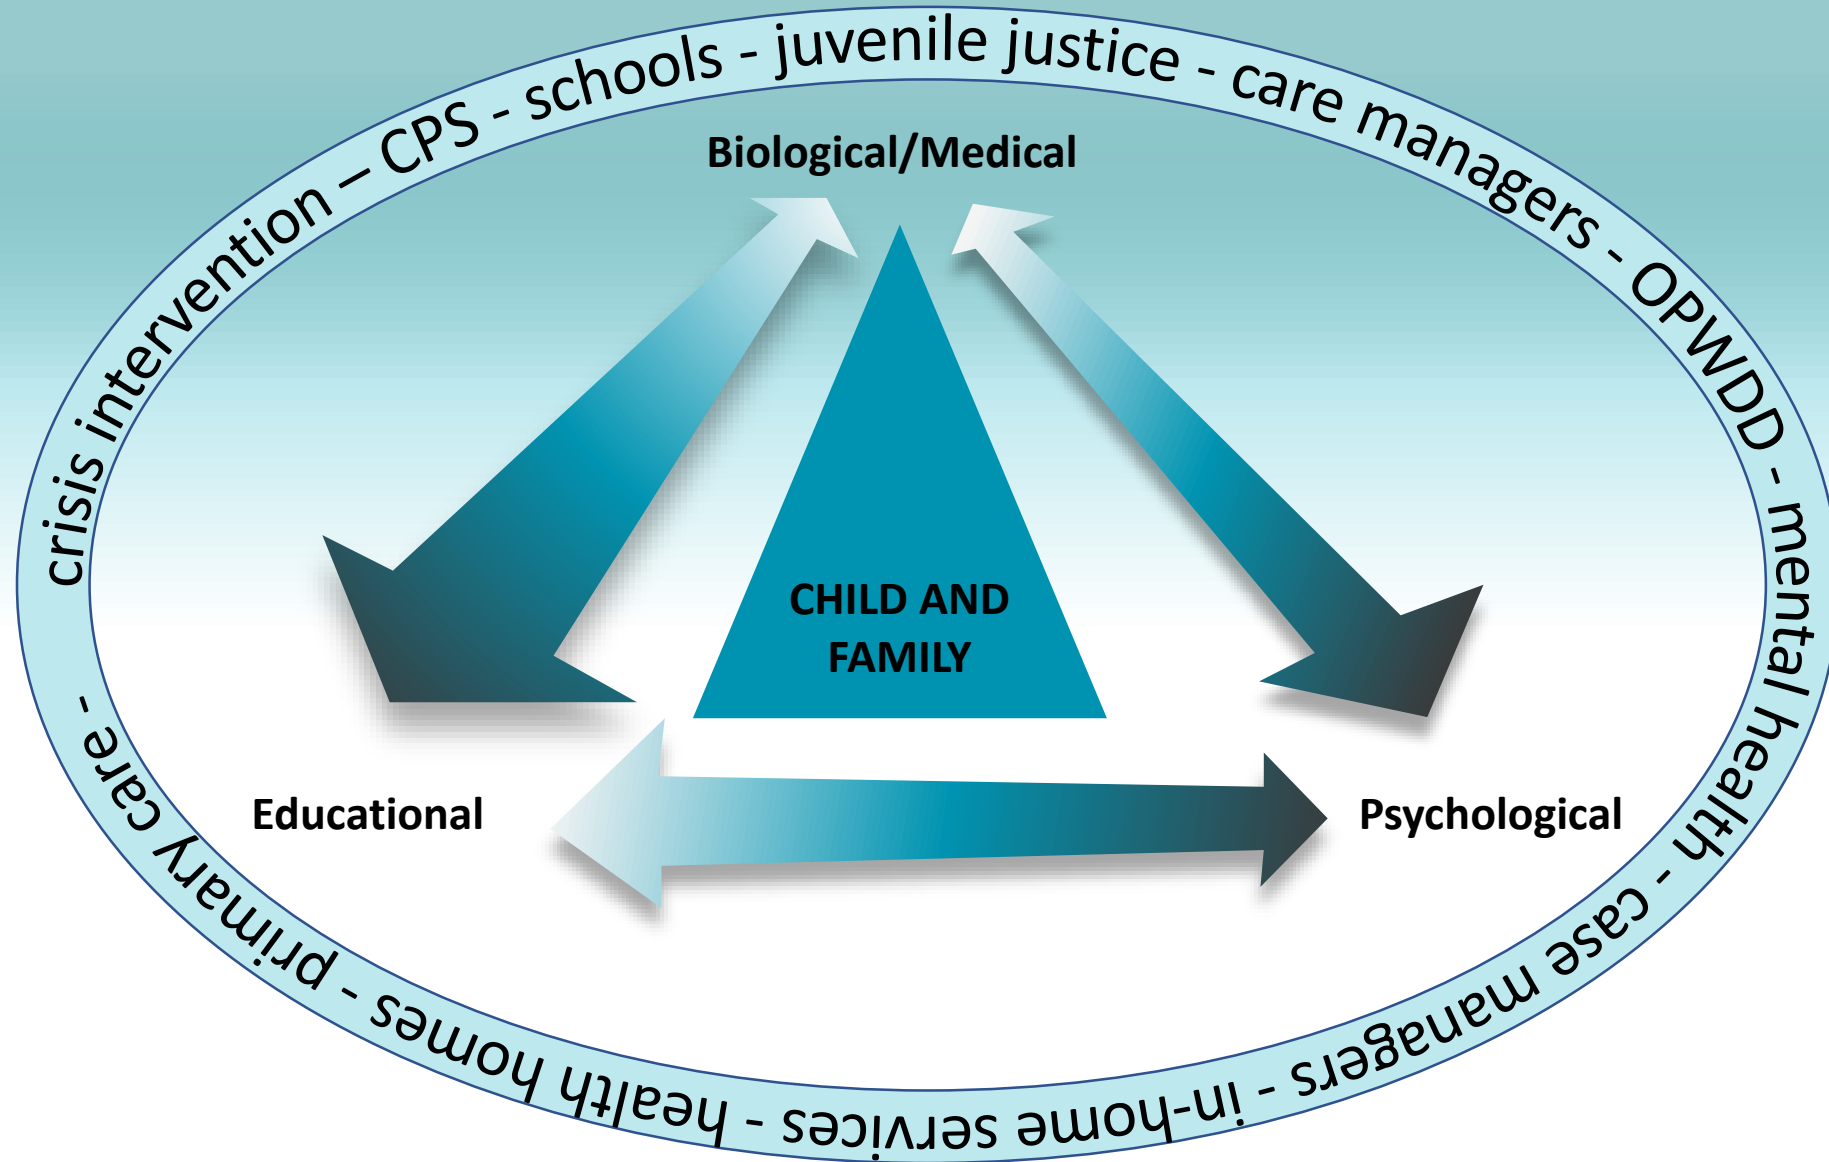 crisis intervention – CPS - schools - juvenile justice - care managers - OPWDD - mental health - case managers - in-home services - health homes - primary care -
Biological/Medical
CHILD AND
FAMILY
Educational
Psychological